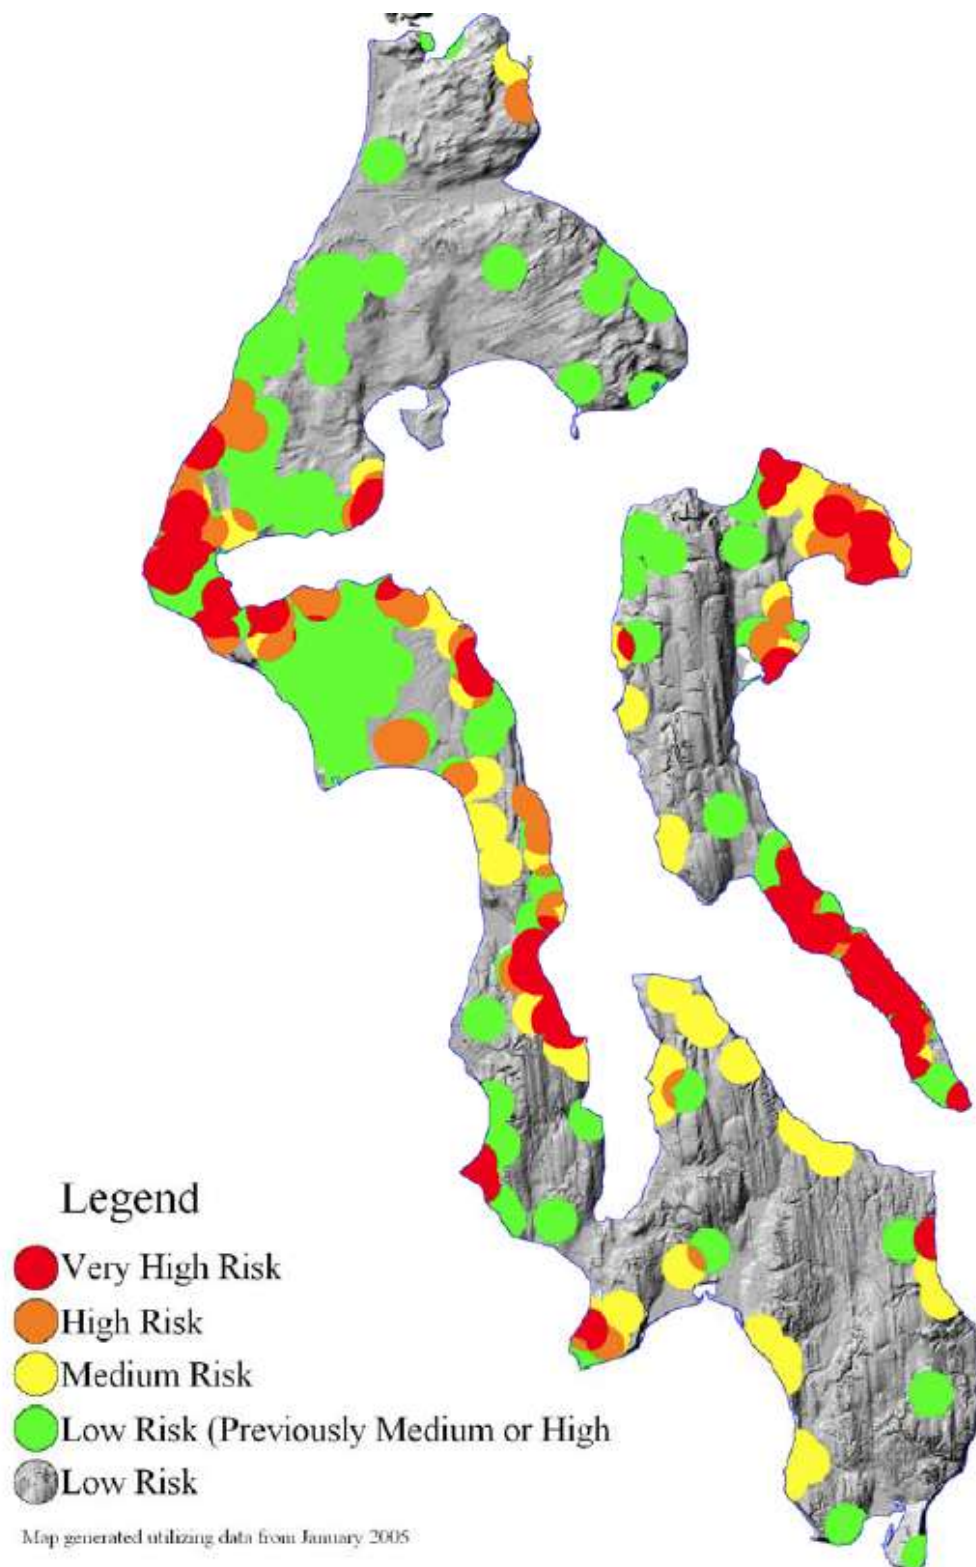 Legend
Very High Risk
High Risk
Medium Risk
Low Risk (Previously Medium or High
Low Risk
Map generated utilizing data from January 2005